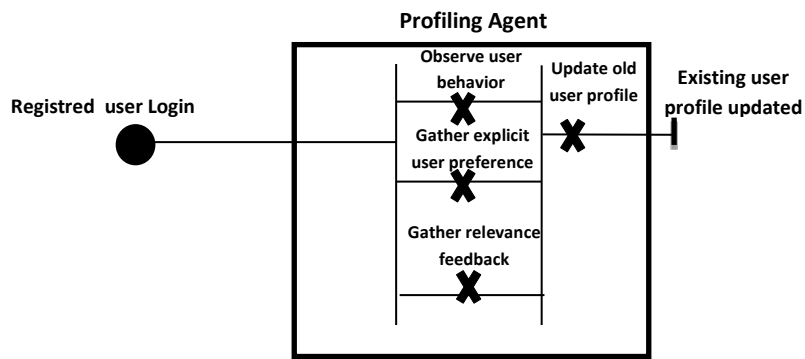 Profiling Agent
Observe user
behavior
Update old
user profile
Existing user
profile updated
Registred user Login
Gather explicit
user preference
Gather relevance
feedback